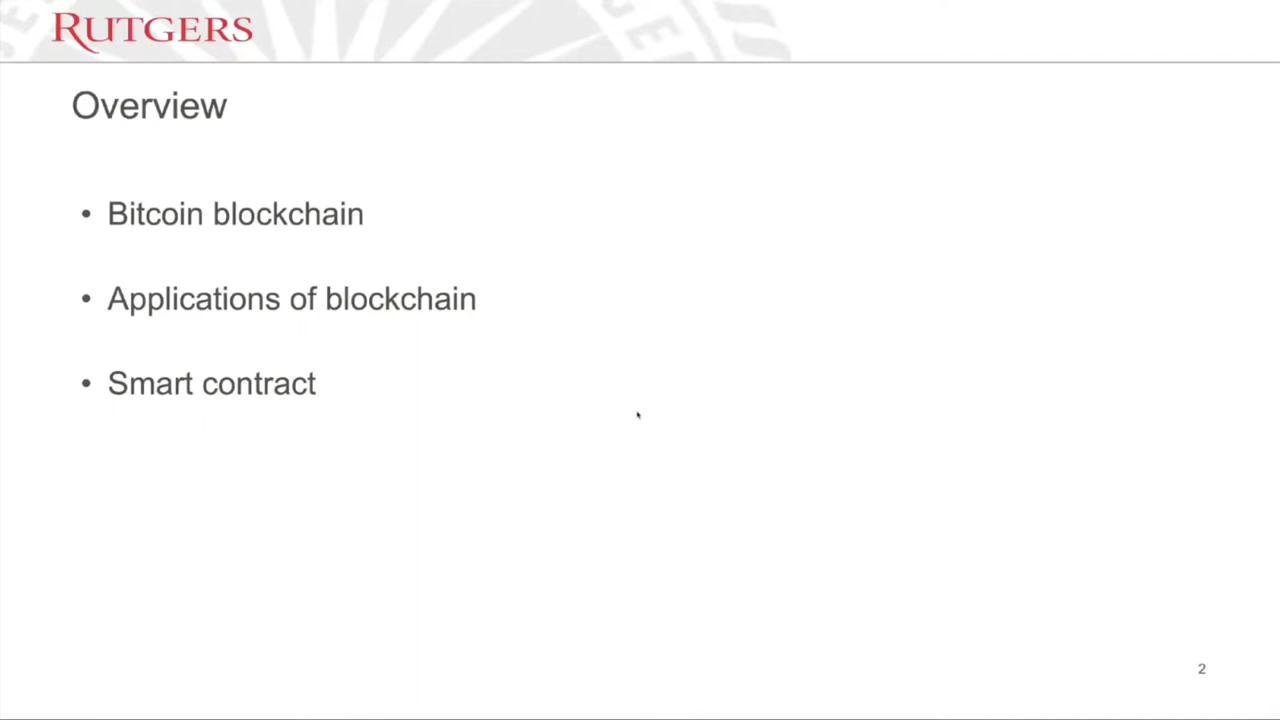 RUTGERS
Overview
• Bitcoin blockchain
• Applications of blockchain
• Smart contract
2